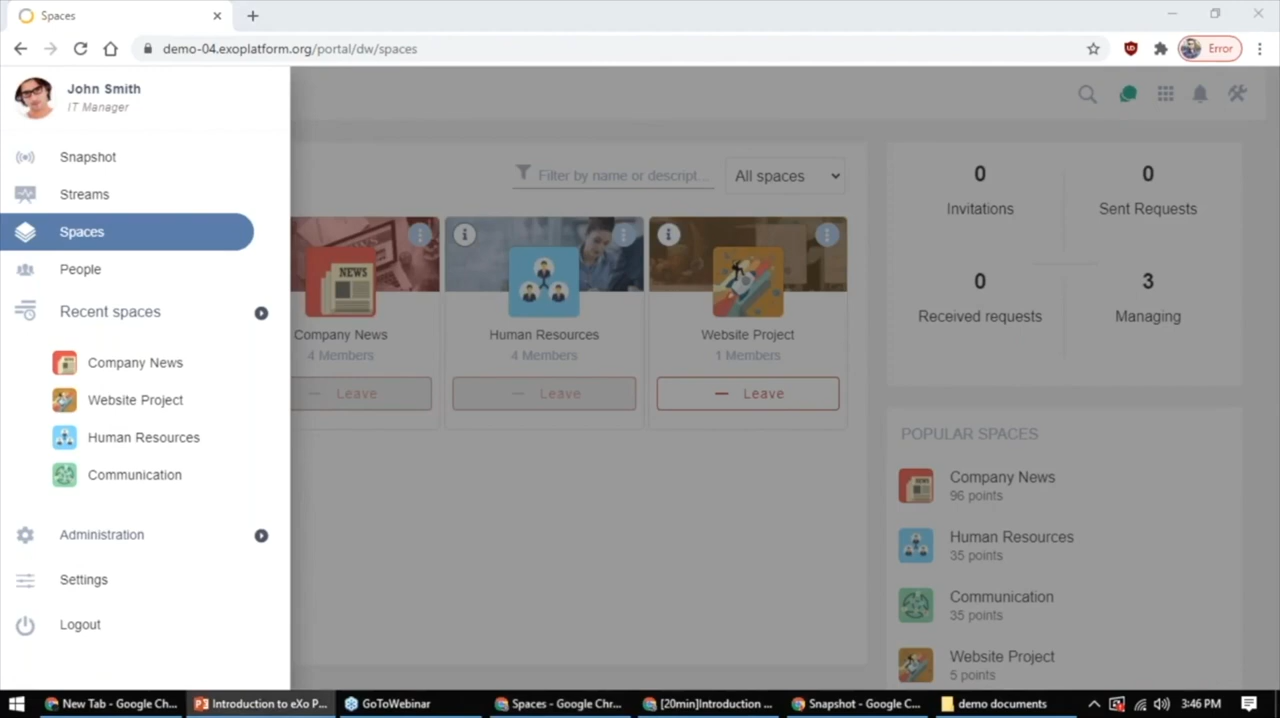 Spaces
demo-04.exoplatform.org/portal/dw/spaces
Error
John Smith
IT Manager
Snapshot
Streams
Spaces
People
Recent spaces
Company News
Website Project
Human Resources
Communication
Administration
Settings
Logout
Filter by name or descript...
All spaces
NEWS
Company News
4 Members
Leave
Human Resources
4 Members
Leave
Website Project
1 Members
Leave
0
Invitations
0
Sent Requests
0
Received requests
3
Managing
POPULAR SPACES
Company News
96 points
Human Resources
35 points
Communication
35 points
Website Project
5 points
New Tab - Google Ch...
Introduction to eXo P...
GoToWebinar
Spaces - Google Chr...
[20min]Introduction ...
Snapshot - Google C...
demo documents
3:46 PM